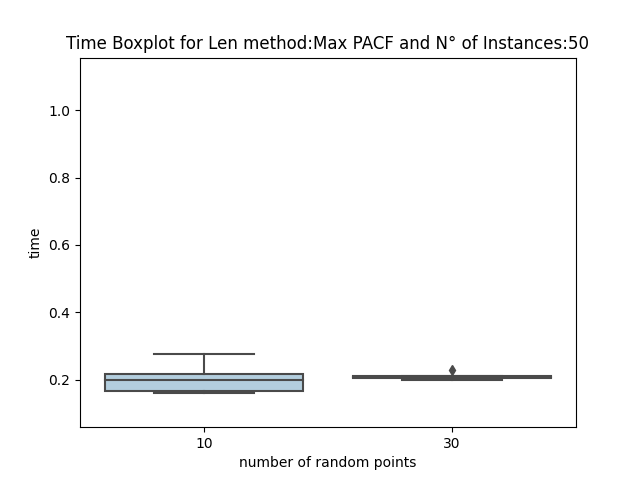 Time Boxplot for Len method:Max PACF and N° of Instances:50
1.0
0.8
0.6
0.4
0.2
time
10 30
number of random points